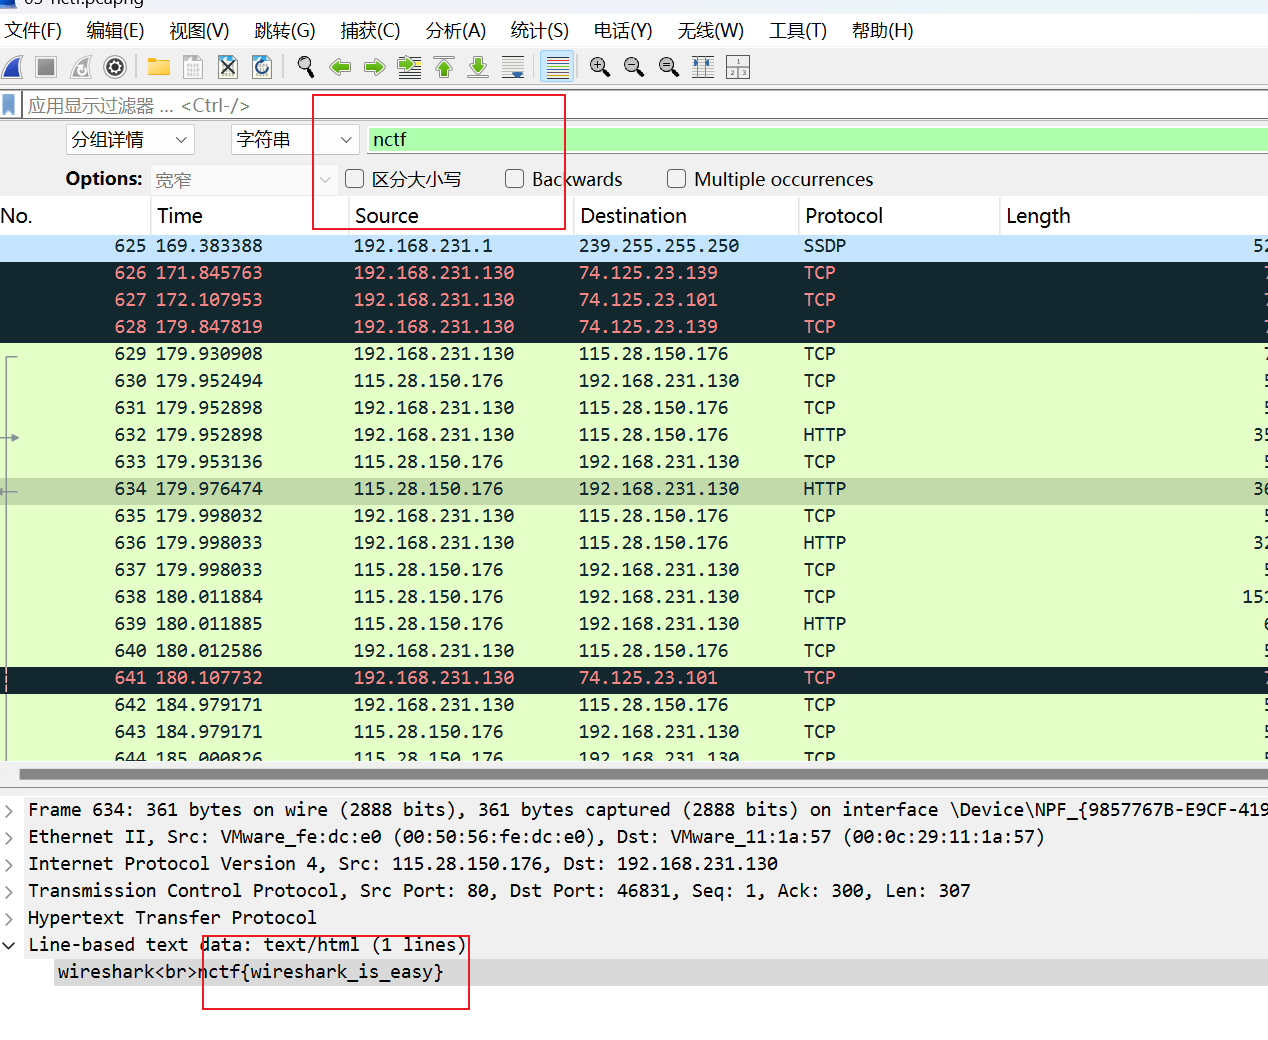 03-nctf.pcapng
文件(F) 编辑(E) 视图(V) 跳转(G) 捕获(C) 分析(A) 统计(S) 电话(Y) 无线(W) 工具(T) 帮助(H)
应用显示过滤器 … <Ctrl-/>
分组详情 字符串 nctf
Options: 宽窄 区分大小写 Backwards Multiple occurrences
No. Time Source Destination Protocol Length
625 169.383388 192.168.231.1 239.255.255.250 SSDP
626 171.845763 192.168.231.130 74.125.23.139 TCP
627 172.107953 192.168.231.130 74.125.23.101 TCP
628 179.847819 192.168.231.130 74.125.23.139 TCP
629 179.930908 192.168.231.130 115.28.150.176 TCP
630 179.952494 115.28.150.176 192.168.231.130 TCP
631 179.952898 192.168.231.130 115.28.150.176 TCP
632 179.952898 192.168.231.130 115.28.150.176 HTTP
633 179.953136 115.28.150.176 192.168.231.130 TCP
634 179.976474 115.28.150.176 192.168.231.130 HTTP
635 179.998032 192.168.231.130 115.28.150.176 TCP
636 179.998033 192.168.231.130 115.28.150.176 HTTP
637 179.998033 115.28.150.176 192.168.231.130 TCP
638 180.011884 115.28.150.176 192.168.231.130 TCP
639 180.011885 115.28.150.176 192.168.231.130 HTTP
640 180.012586 192.168.231.130 115.28.150.176 TCP
641 180.107732 192.168.231.130 74.125.23.101 TCP
642 184.979171 192.168.231.130 115.28.150.176 TCP
643 184.979171 115.28.150.176 192.168.231.130 TCP
644 185.000826 115.28.150.176 192.168.231.130 TCP
Frame 634: 361 bytes on wire (2888 bits), 361 bytes captured (2888 bits) on interface \Device\NPF_{9857767B-E9CF-419
Ethernet II, Src: VMware_fe:dc:e0 (00:50:56:fe:dc:e0), Dst: VMware_11:1a:57 (00:0c:29:11:1a:57)
Internet Protocol Version 4, Src: 115.28.150.176, Dst: 192.168.231.130
Transmission Control Protocol, Src Port: 80, Dst Port: 46831, Seq: 1, Ack: 300, Len: 307
Hypertext Transfer Protocol
Line-based text data: text/html (1 lines)
wireshark<br>nctf{wireshark_is_easy}